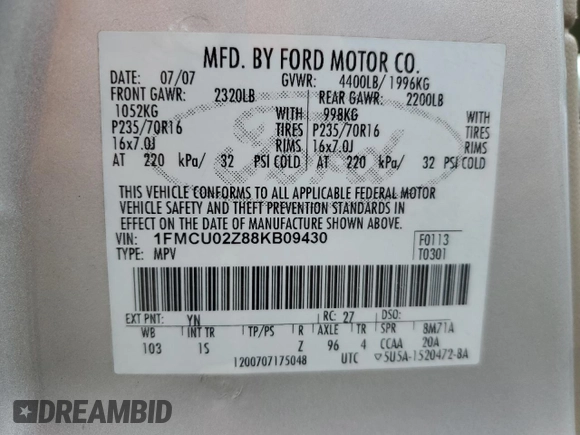 MFD. BY FORD MOTOR CO.
DATE: 07/07 GVWR: 4400LB/ 1996KG
FRONT GAWR: 2320LB REAR GAWR: 2200LB
1052KG WITH 998KG WITH
P235/70R16 TIRES P235/70R16 TIRES
16x7.0J RIMS 16x7.0J RIMS
AT 220 kPa/ 32 PSI COLD AT 220 kPa/ 32 PSI COLD
Ford
THIS VEHICLE CONFORMS TO ALL APPLICABLE FEDERAL MOTOR
VEHICLE SAFETY AND THEFT PREVENTION STANDARDS IN
EFFECT ON THE DATE OF MANUFACTURE SHOWN ABOVE.
VIN: 1FMCU02Z88KB09430 F0113
TYPE: MPV T0301
EXT PNT: YN RC: 27 DSO:
WB INT TR TP/PS R AXLE TR SPR 8M71A
103 1S Z 96 4 CCAA 20A
1200707175048 UTC 5U5A-1520472-BA
DREAMBID